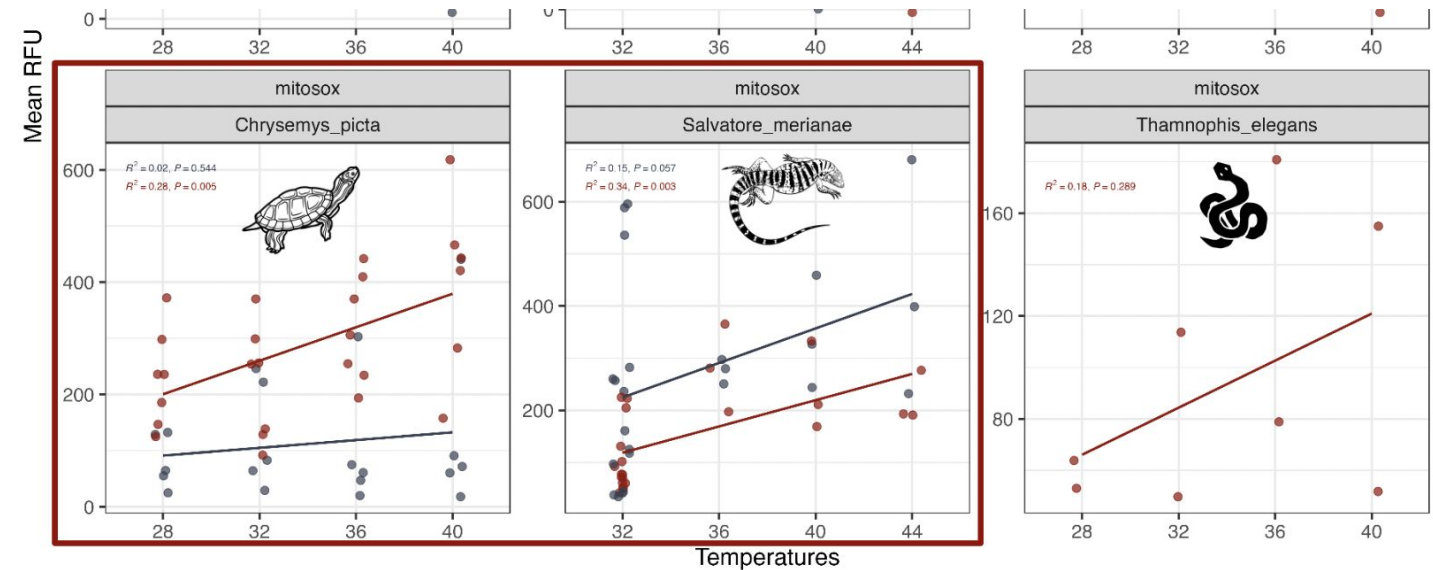 0
0
28 32 36 40
32 36 40 44
28 32 36 40
Mean RFU
mitosox
Chrysemys_picta
R² = 0.02, P = 0.544
R² = 0.28, P = 0.005
600
400
200
0
28 32 36 40
mitosox
Salvatore_merianae
R² = 0.15, P = 0.057
R² = 0.34, P = 0.003
600
400
200
32 36 40 44
mitosox
Thamnophis_elegans
R² = 0.18, P = 0.289
160
120
80
28 32 36 40
Temperatures